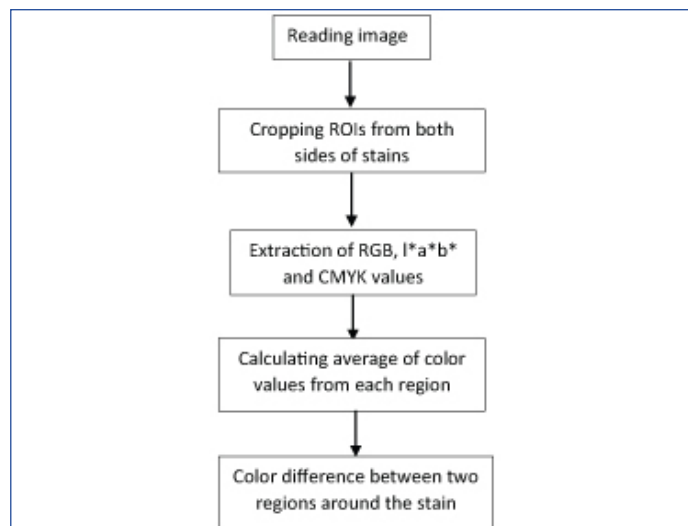 Reading image
Cropping ROIs from both
sides of stains
Extraction of RGB, l*a*b*
and CMYK values
Calculating average of color
values from each region
Color difference between two
regions around the stain